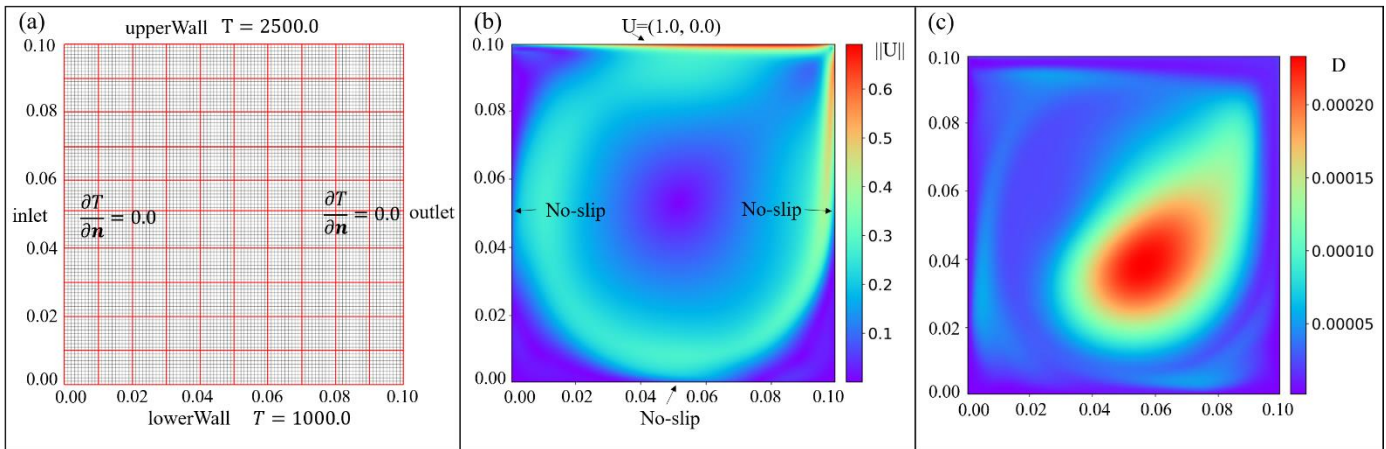 (a)
upperWall T = 2500.0
0.10
0.08
0.06
0.04
0.02
0.00
inlet
∂T/∂n = 0.0
∂T/∂n = 0.0
outlet
0.00 0.02 0.04 0.06 0.08 0.10
lowerWall T = 1000.0
(b)
U=(1.0, 0.0)
||U||
0.10
0.08
0.06
0.04
0.02
0.00
No-slip
No-slip
0.6
0.5
0.4
0.3
0.2
0.1
0.00 0.02 0.04 0.06 0.08 0.10
No-slip
(c)
D
0.10
0.08
0.06
0.04
0.02
0.00
0.00020
0.00015
0.00010
0.00005
0.00 0.02 0.04 0.06 0.08 0.10